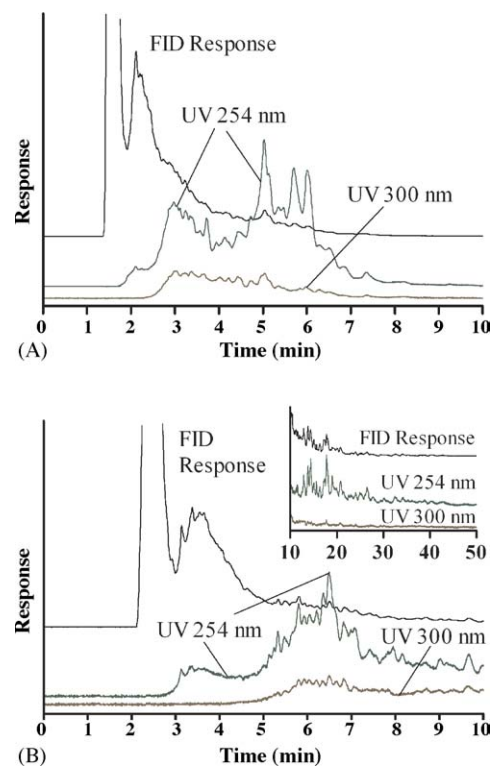 FID Response
UV 254 nm
UV 300 nm
Response
0 1 2 3 4 5 6 7 8 9 10
(A) Time (min)
FID
Response
FID Response
UV 254 nm
UV 300 nm
10 20 30 40 50
UV 254 nm
UV 300 nm
Response
0 1 2 3 4 5 6 7 8 9 10
(B) Time (min)